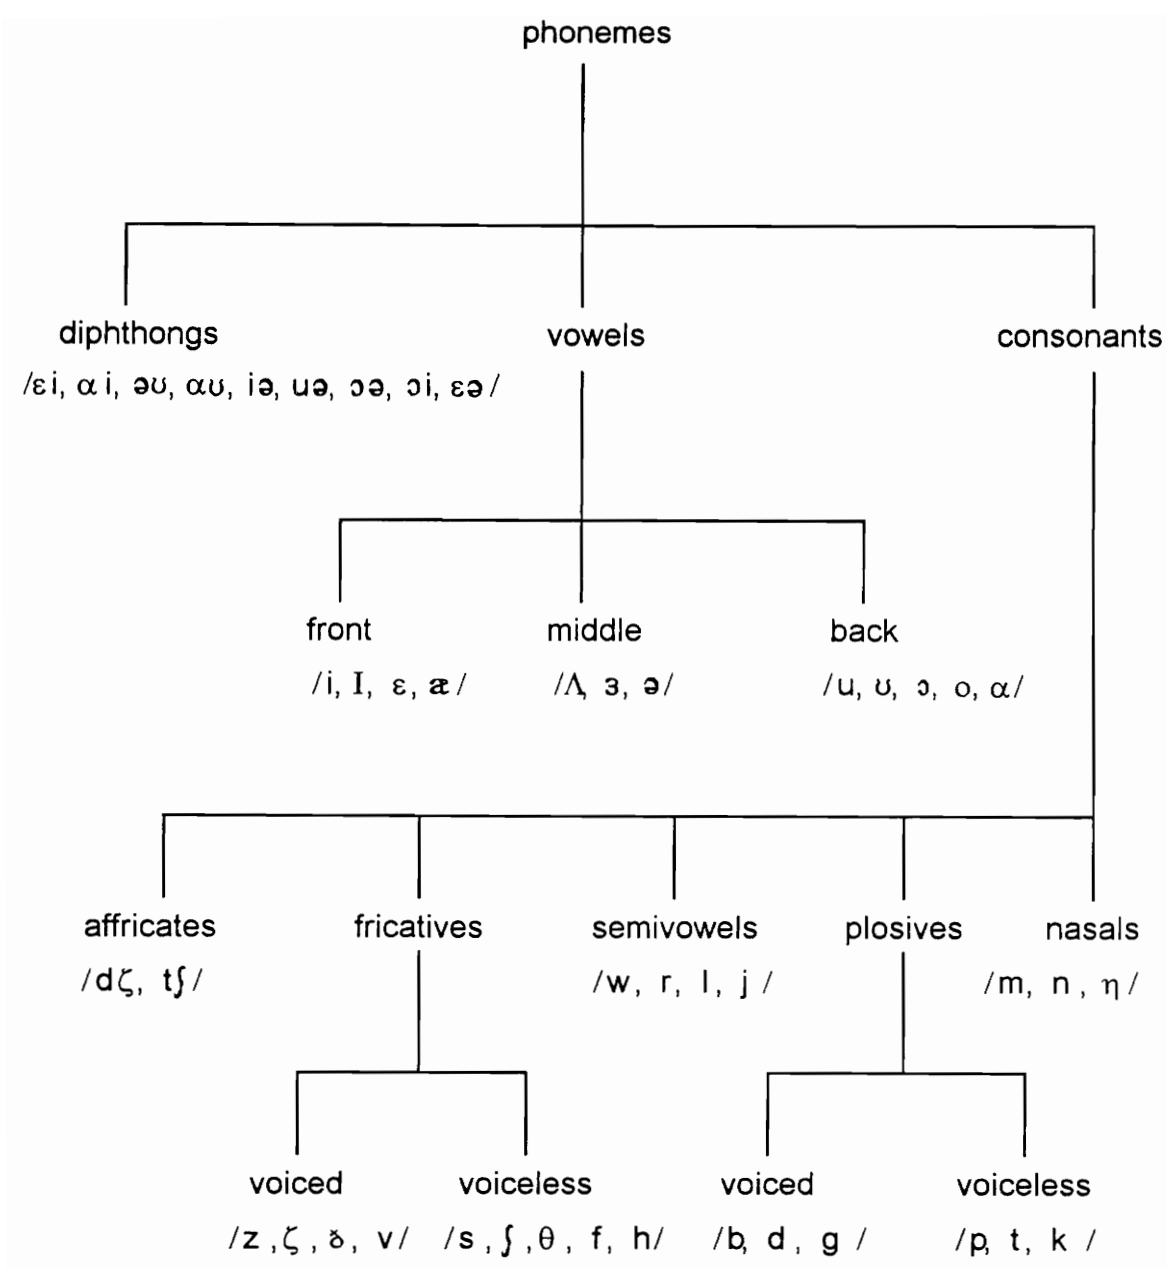 phonemes
diphthongs vowels consonants
/εi, αi, əʊ, αʊ, iə, uə, ɔə, ɔi, εə/
front middle back
/i, I, ε, æ/ /Λ, ɜ, ə/ /u, ʊ, ɔ, o, α/
affricates fricatives semivowels plosives nasals
/dζ, t∫/ /w, r, l, j/ /m, n, η/
voiced voiceless voiced voiceless
/z, ζ, ð, v/ /s, ∫, θ, f, h/ /b, d, g/ /p, t, k/